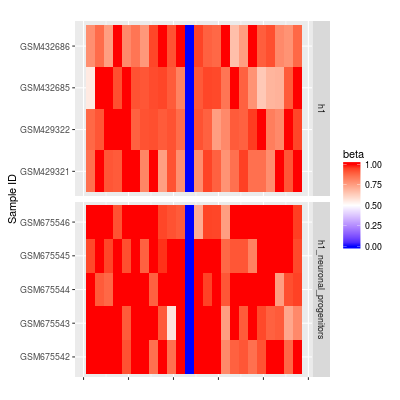 Sample ID
GSM432686
GSM432685
GSM429322
GSM429321
h1
GSM675546
GSM675545
GSM675544
GSM675543
GSM675542
h1_neuronal_progenitors
beta
1.00
0.75
0.50
0.25
0.00